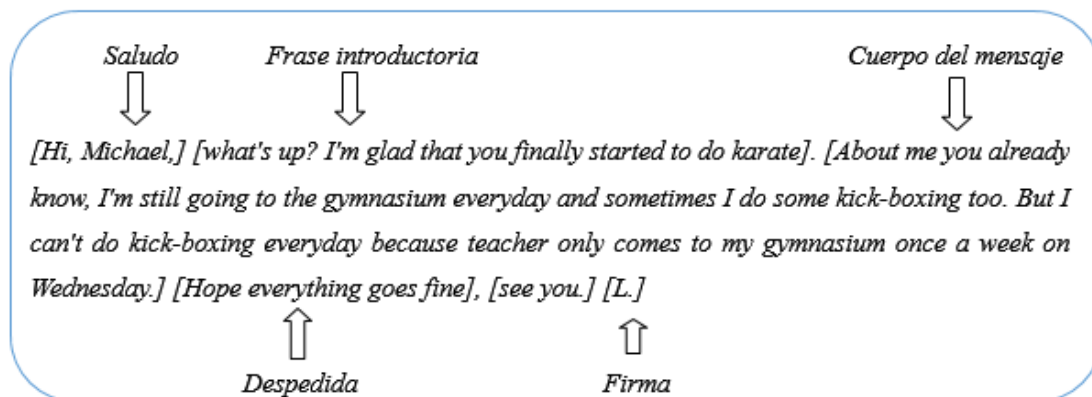 Saludo Frase introductoria Cuerpo del mensaje
[Hi, Michael,] [what's up? I'm glad that you finally started to do karate]. [About me you already
know, I'm still going to the gymnasium everyday and sometimes I do some kick-boxing too. But I
can't do kick-boxing everyday because teacher only comes to my gymnasium once a week on
Wednesday.] [Hope everything goes fine], [see you.] [L.]
Despedida Firma